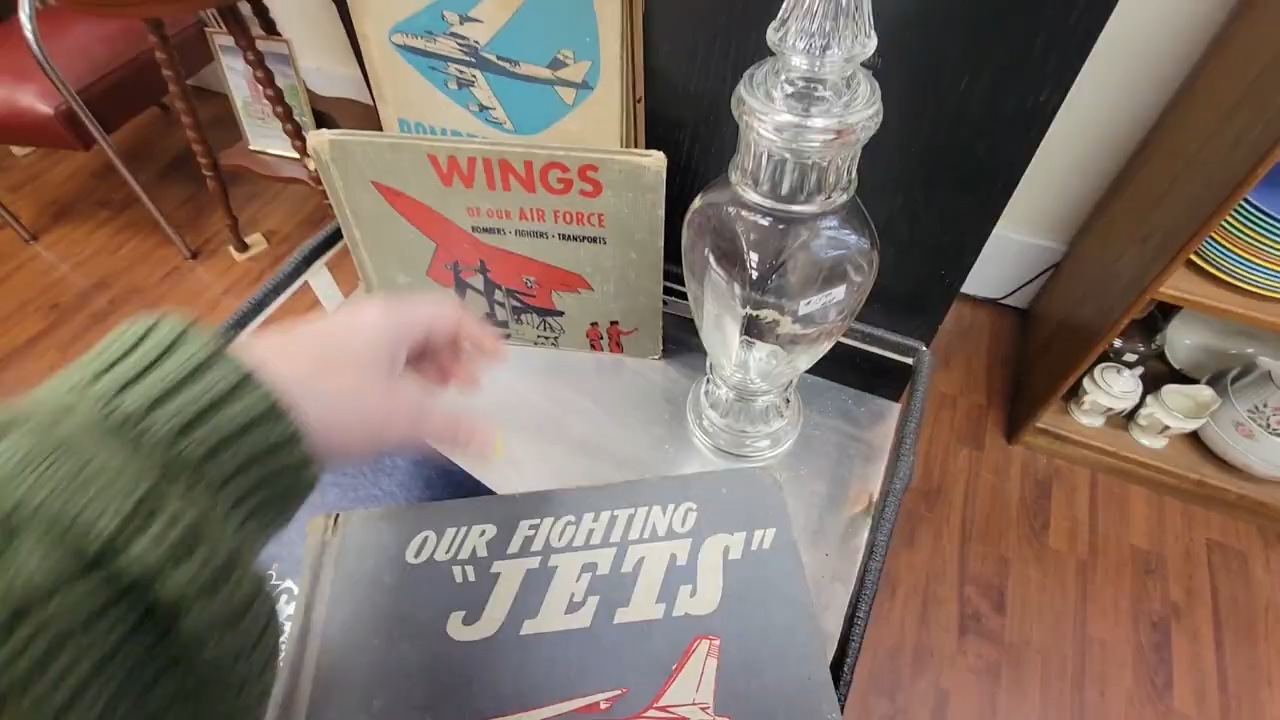 WINGS
OF OUR AIR FORCE
BOMBERS • FIGHTERS • TRANSPORTS
OUR FIGHTING
"JETS"